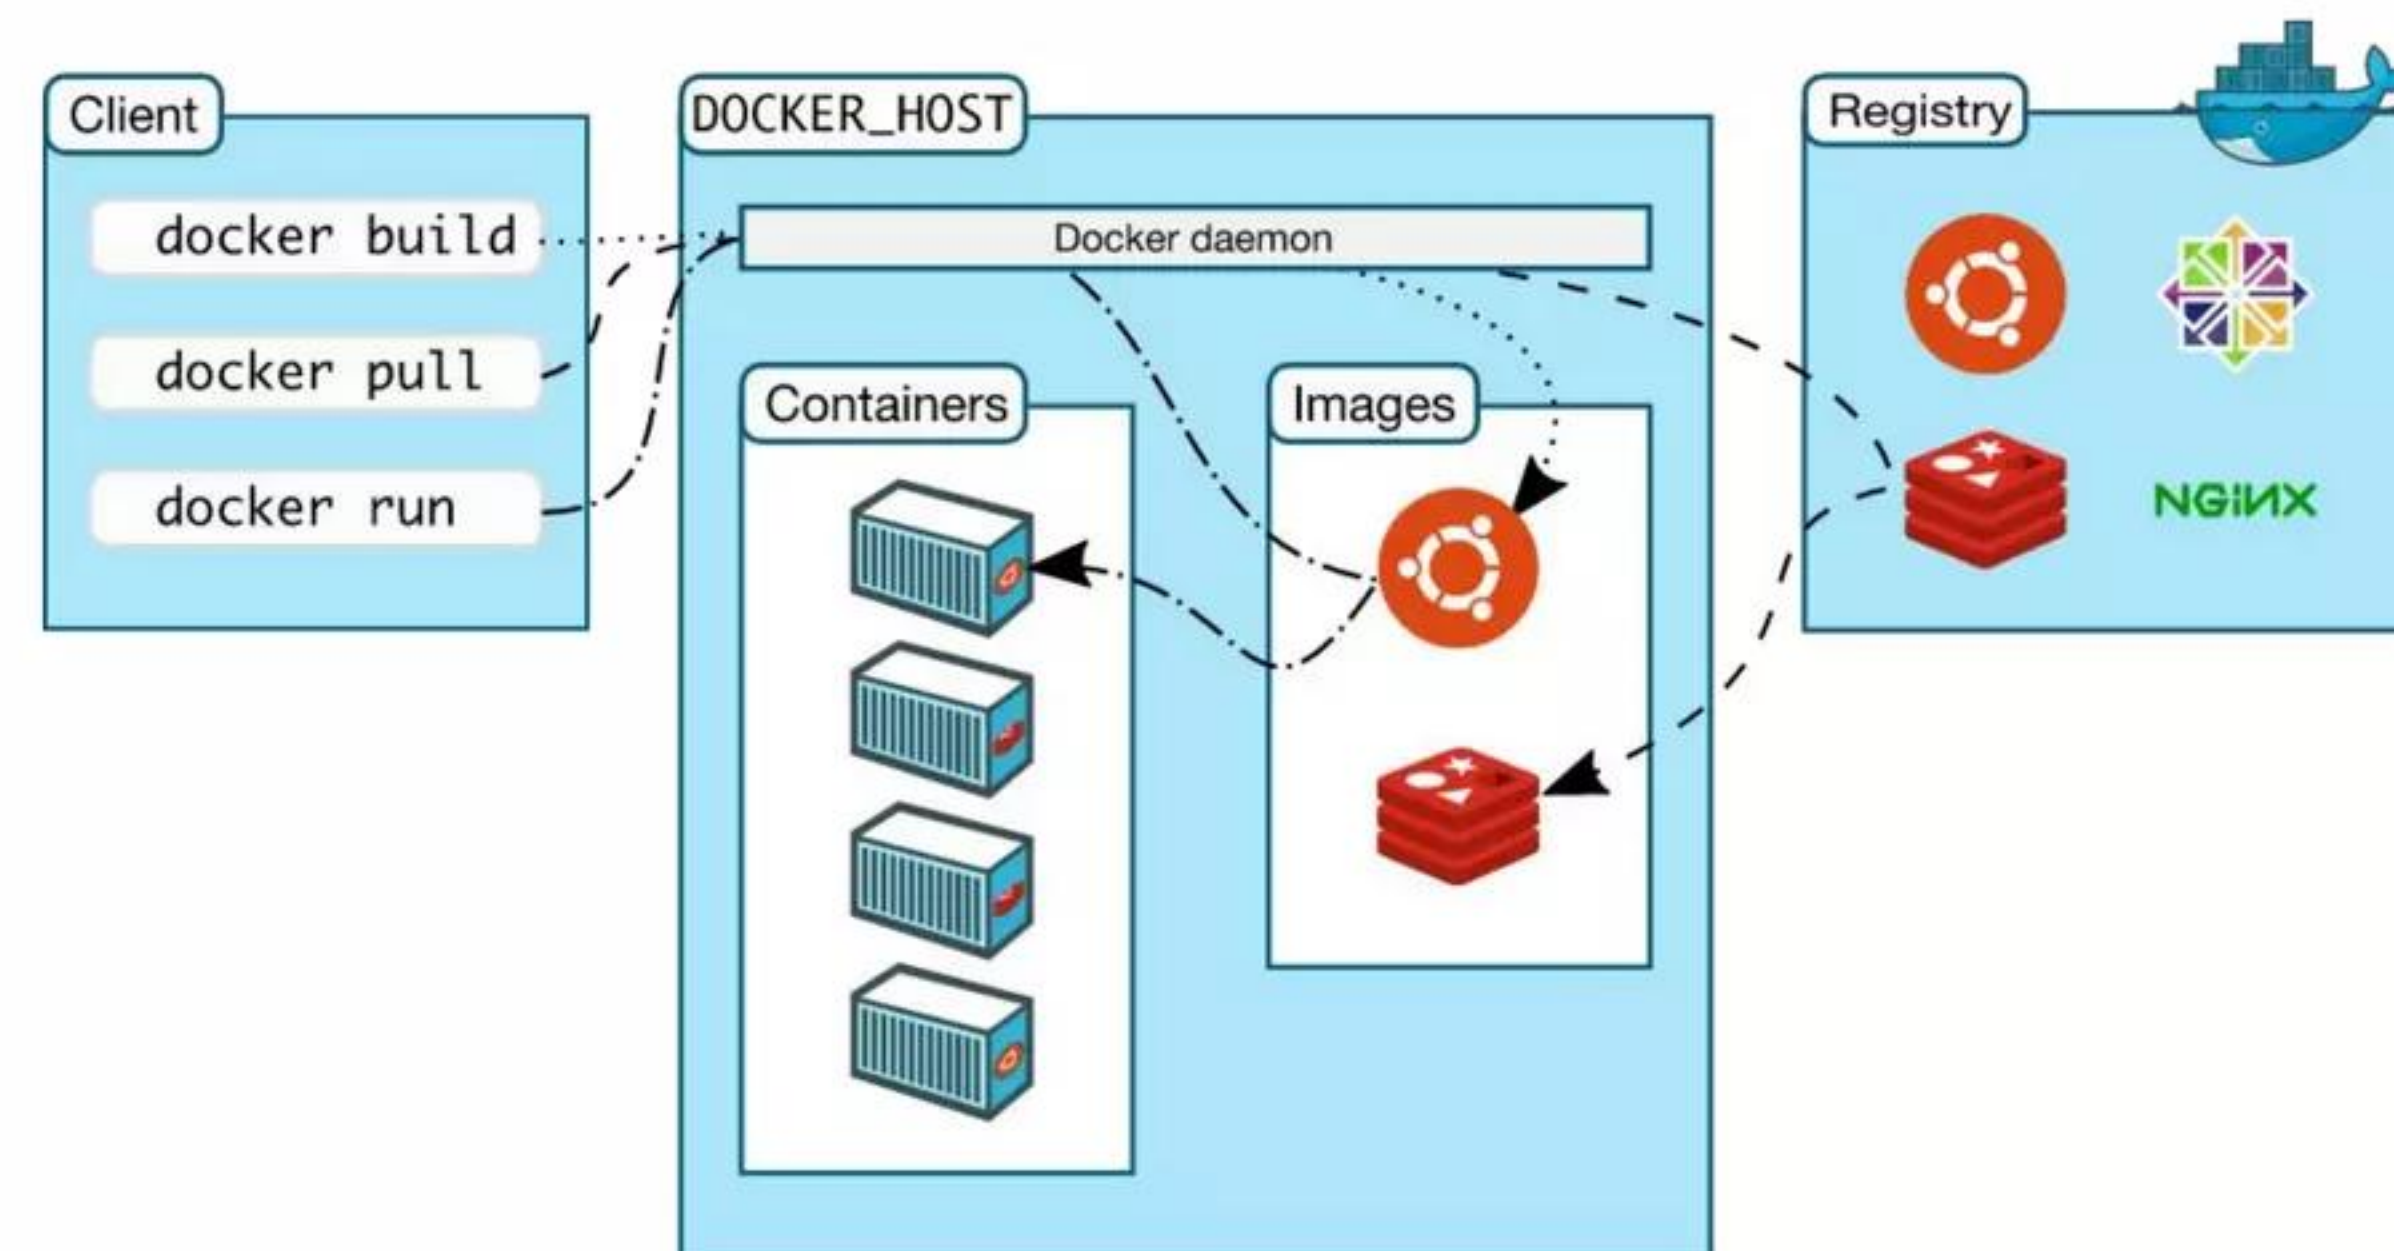 Client
docker build
docker pull
docker run
DOCKER_HOST
Docker daemon
Containers
Images
Registry
NGiNX